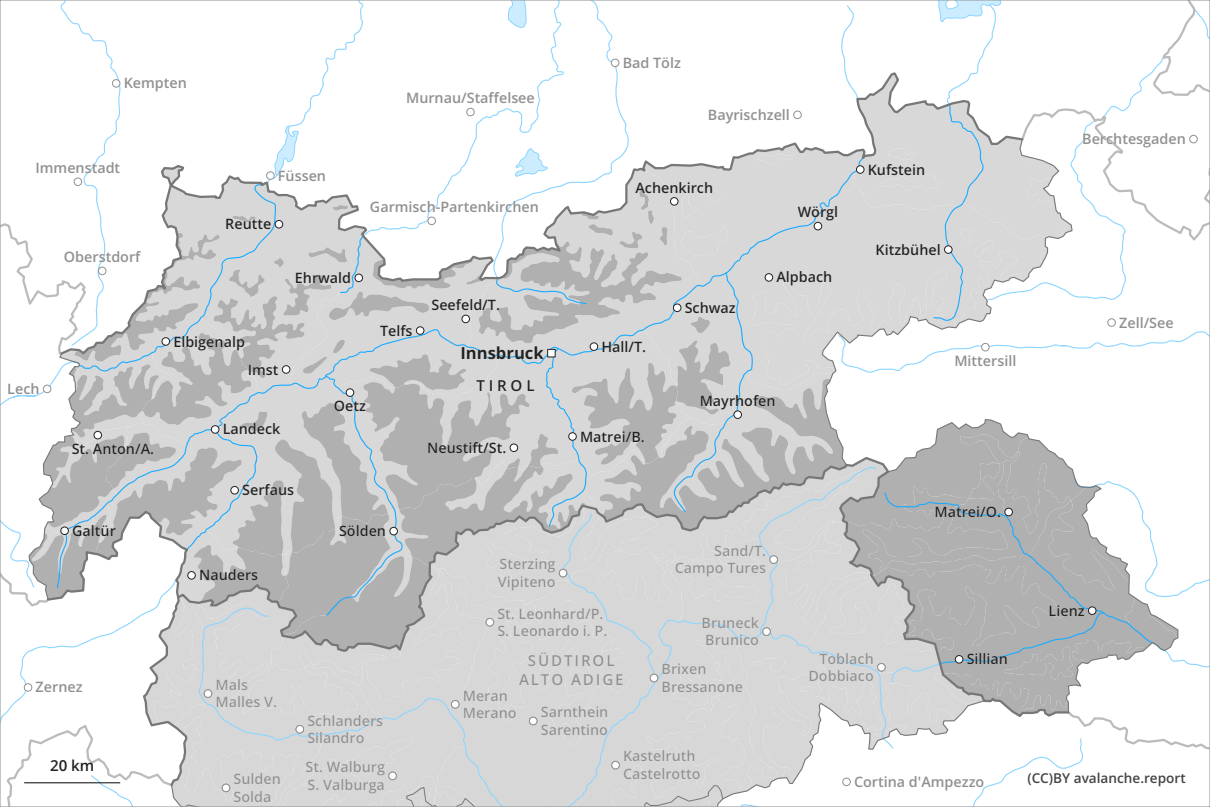 Kempten
Bad Tölz
Murnau/Staffelsee
Bayrischzell
Berchtesgaden
Immenstadt
Füssen
Kufstein
Achenkirch
Garmisch-Partenkirchen
Wörgl
Reutte
Kitzbühel
Oberstdorf
Ehrwald
Alpbach
Seefeld/T.
Schwaz
Telfs
Zell/See
Elbigenalp
Innsbruck
Hall/T.
Mittersill
Imst
TIROL
Lech
Oetz
Mayrhofen
Landeck
Matrei/B.
St. Anton/A.
Neustift/St.
Serfaus
Matrei/O.
Galtür
Sölden
Sterzing
Vipiteno
Sand/T.
Campo Tures
Nauders
St. Leonhard/P.
S. Leonardo i. P.
Lienz
Bruneck
Brunico
SÜDTIROL
ALTO ADIGE
Toblach
Dobbiaco
Sillian
Brixen
Bressanone
Zernez
Mals
Malles V.
Meran
Merano
Sarnthein
Sarentino
Schlanders
Silandro
Kastelruth
Castelrotto
20 km
St. Walburg
S. Valburga
Sulden
Solda
Cortina d'Ampezzo
(CC)BY avalanche.report